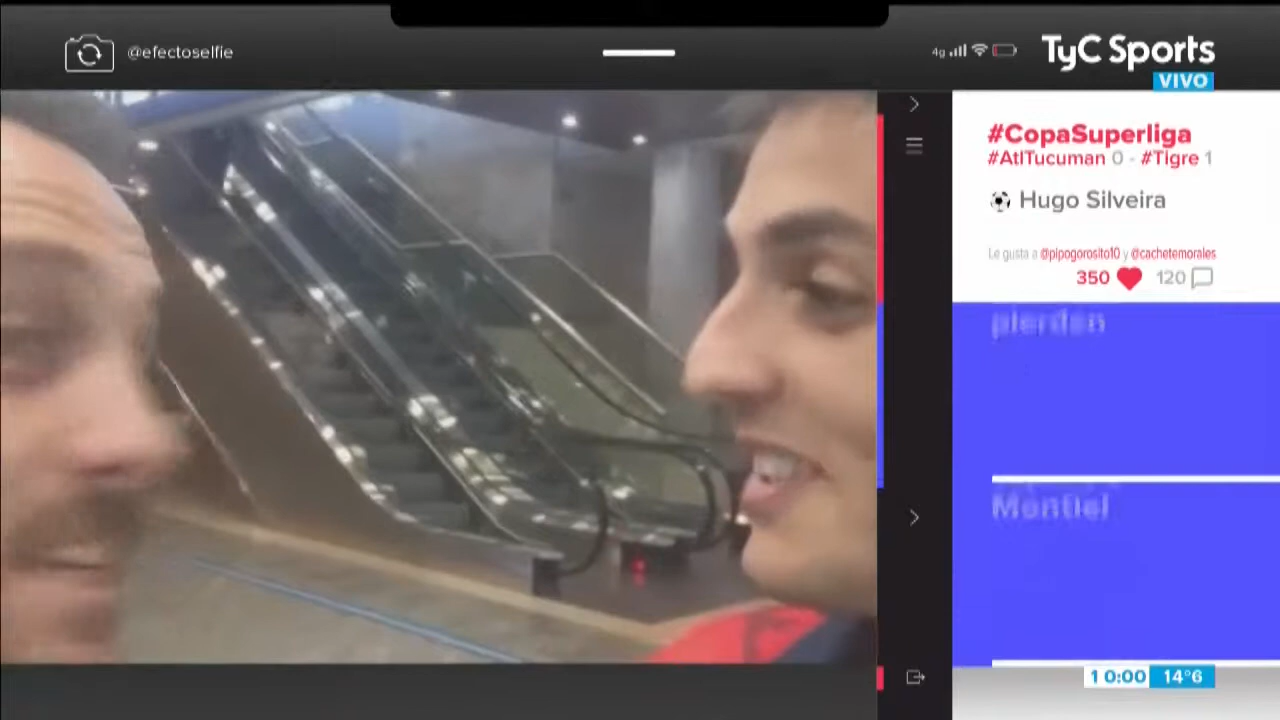 @efectoselfie
4g
TyC Sports
VIVO
#CopaSuperliga
#AtlTucuman 0 - #Tigre 1
Hugo Silveira
Le gusta a @pipogorosito10 y @cachetemorales
350 120
pierdan
Montiel
10:00 14°6